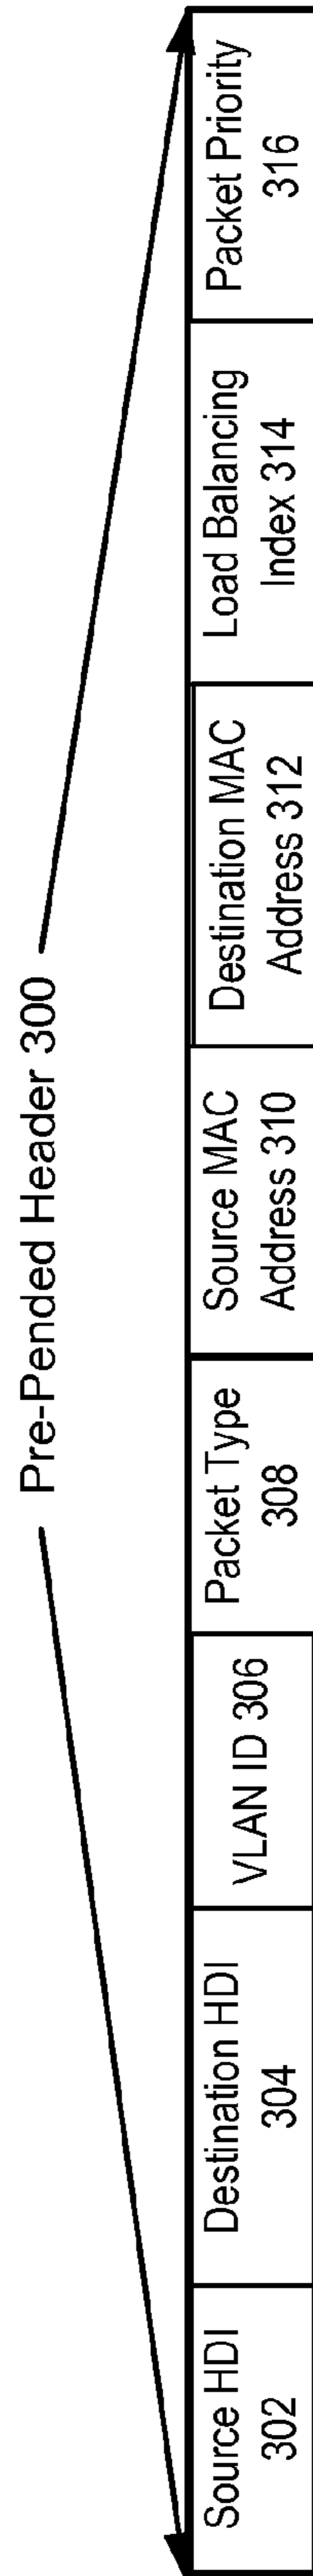 Pre-Pended Header 300
Source HDI
302
Destination HDI
304
VLAN ID 306
Packet Type
308
Source MAC
Address 310
Destination MAC
Address 312
Load Balancing
Index 314
Packet Priority
316